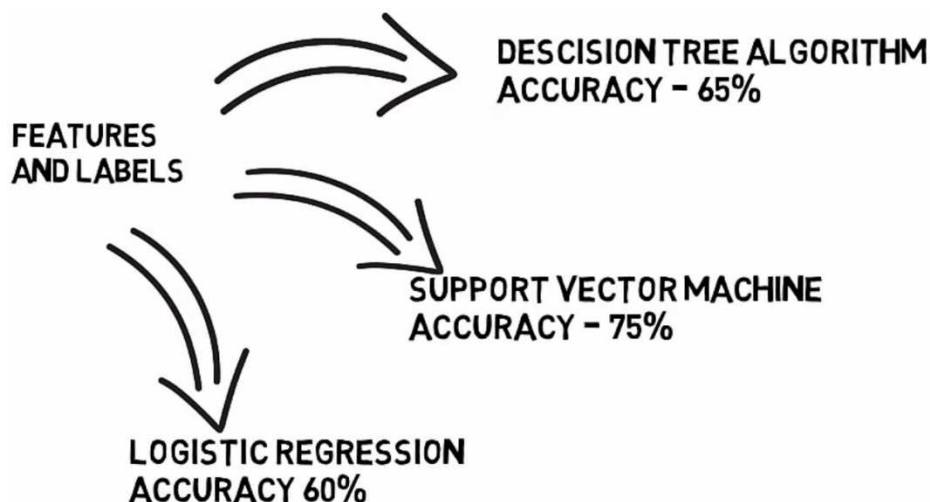 DESCISION TREE ALGORITHM
ACCURACY - 65%
FEATURES
AND LABELS
SUPPORT VECTOR MACHINE
ACCURACY - 75%
LOGISTIC REGRESSION
ACCURACY 60%